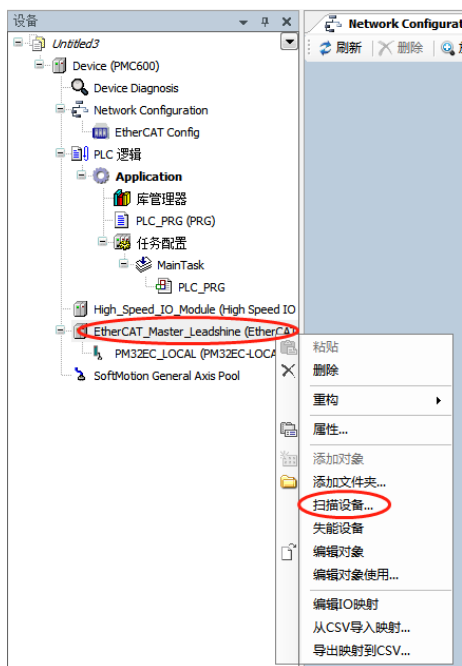 设备
Network Configurat
刷新 删除
Untitled3
Device (PMC600)
Device Diagnosis
Network Configuration
EtherCAT Config
PLC 逻辑
Application
库管理器
PLC_PRG (PRG)
任务配置
MainTask
PLC_PRG
High_Speed_IO_Module (High Speed IO
EtherCAT_Master_Leadshine (EtherCAT
PM32EC_LOCAL (PM32EC-LOCA
SoftMotion General Axis Pool
粘贴
删除
重构
属性...
添加对象
添加文件夹...
扫描设备...
失能设备
编辑对象
编辑对象使用...
编辑IO映射
从CSV导入映射...
导出映射到CSV...